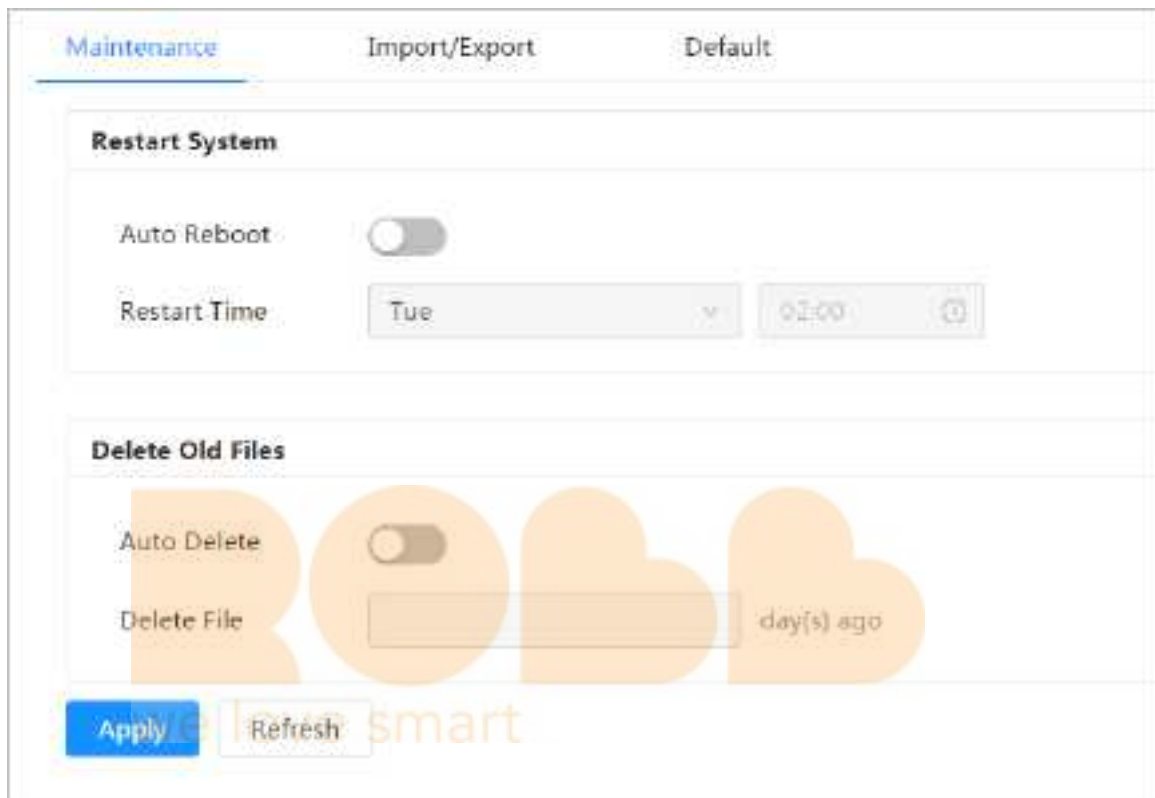 Maintenance Import/Export Default
Restart System
Auto Reboot
Restart Time Tue 02:00
Delete Old Files
Auto Delete
Delete File day(s) ago
Apply Refresh
ROBB
we love smart